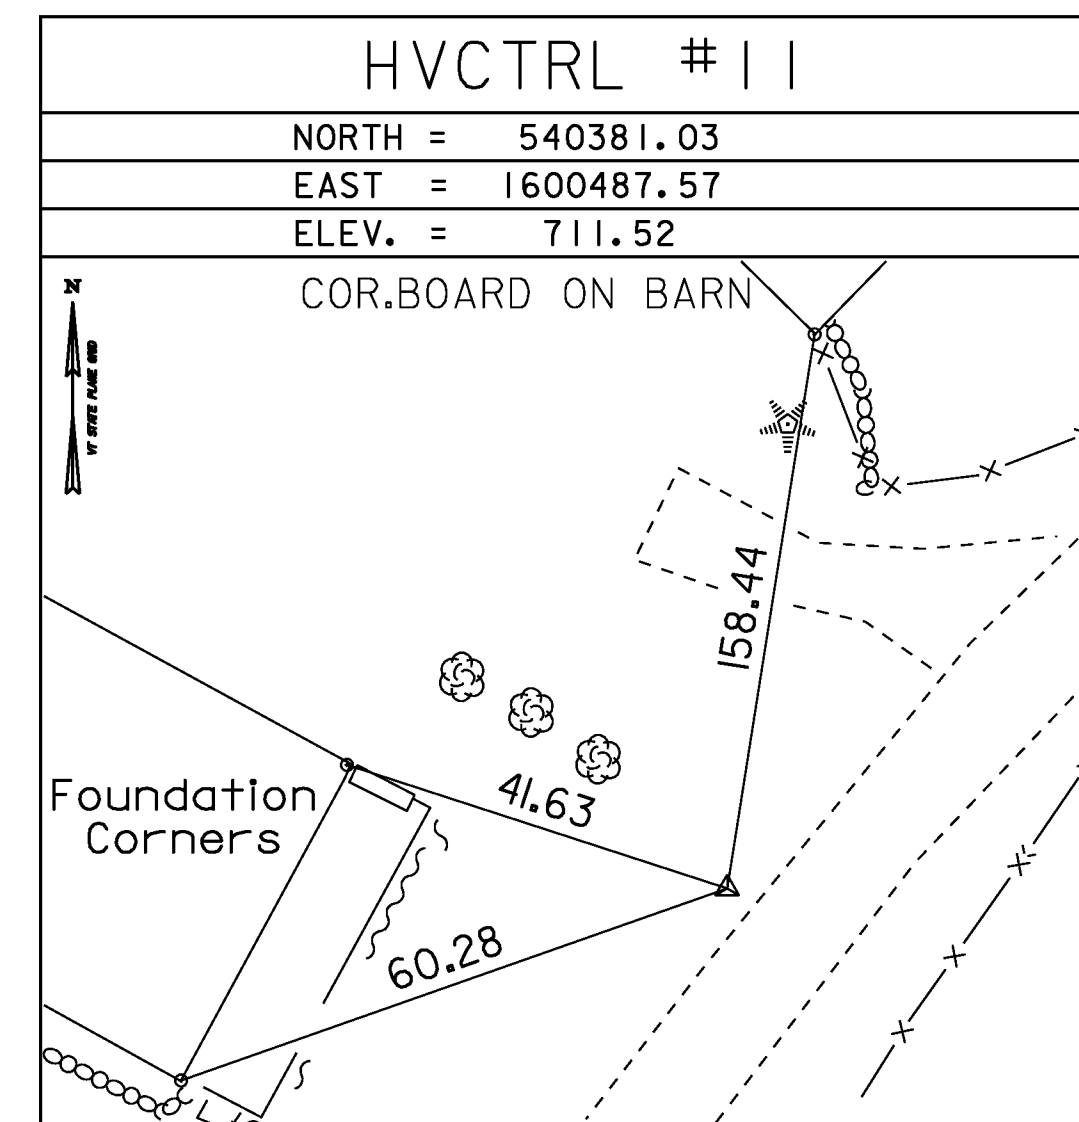 HVCTRL #11
NORTH = 540381.03
EAST = 1600487.57
ELEV. = 711.52
COR.BOARD ON BARN
N
VT STATE PLANE GRID
158.44
41.63
Foundation
Corners
60.28